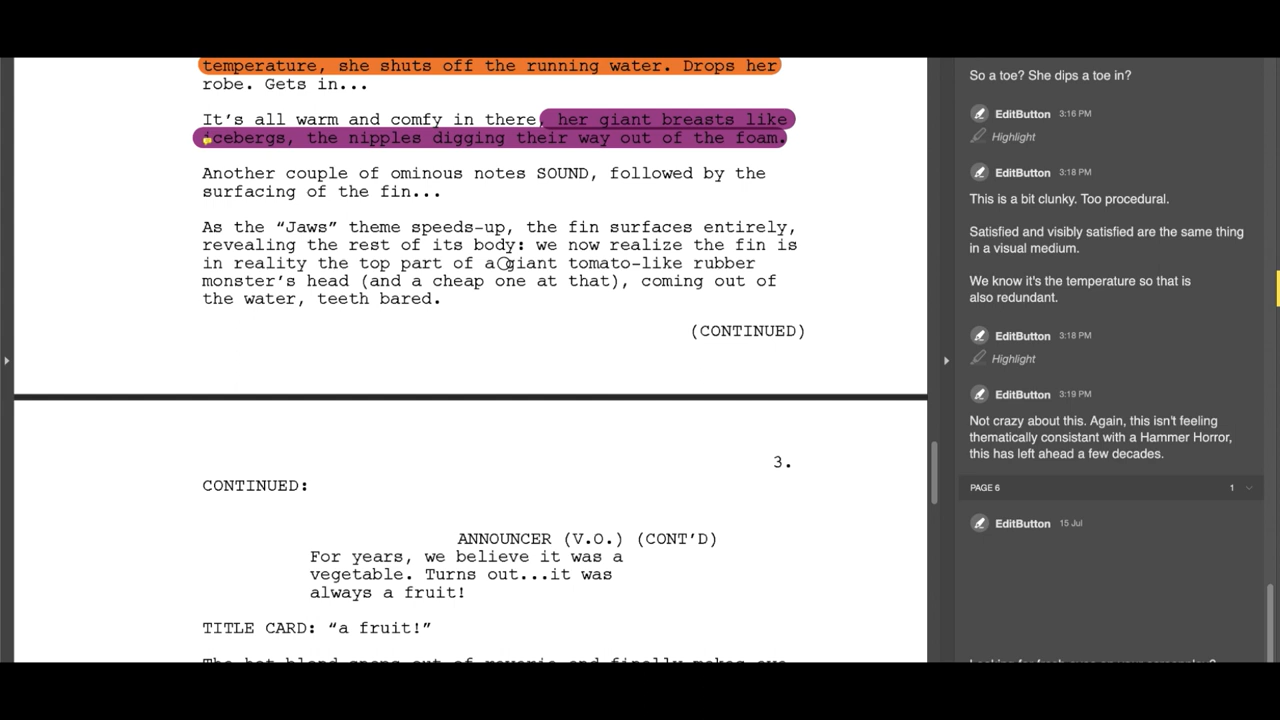 temperature, she shuts off the running water. Drops her
robe. Gets in...
It's all warm and comfy in there, her giant breasts like
icebergs, the nipples digging their way out of the foam.
Another couple of ominous notes SOUND, followed by the
surfacing of the fin...
As the “Jaws” theme speeds-up, the fin surfaces entirely,
revealing the rest of its body: we now realize the fin is
in reality the top part of a giant tomato-like rubber
monster's head (and a cheap one at that), coming out of
the water, teeth bared.
(CONTINUED)
3.
CONTINUED:
ANNOUNCER (V.O.) (CONT'D)
For years, we believe it was a
vegetable. Turns out...it was
always a fruit!
TITLE CARD: “a fruit!”
So a toe? She dips a toe in?
EditButton 3:16 PM
Highlight
EditButton 3:18 PM
This is a bit clunky. Too procedural.
Satisfied and visibly satisfied are the same thing
in a visual medium.
We know it's the temperature so that is
also redundant.
EditButton 3:18 PM
Highlight
EditButton 3:19 PM
Not crazy about this. Again, this isn't feeling
thematically consistant with a Hammer Horror,
this has left ahead a few decades.
PAGE 6 1
EditButton 15 Jul